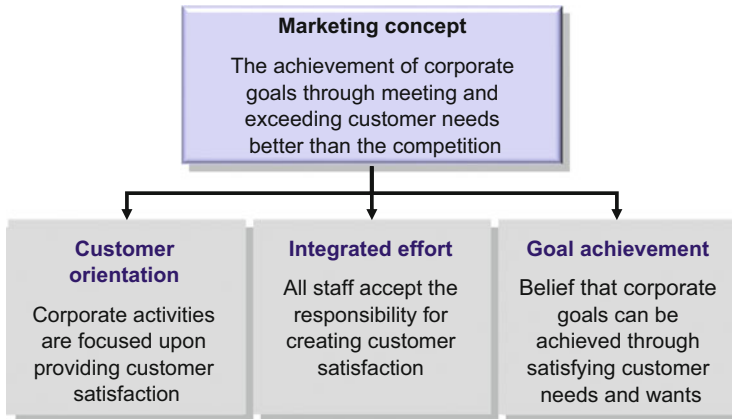 Marketing concept
The achievement of corporate
goals through meeting and
exceeding customer needs
better than the competition
Customer
orientation
Corporate activities
are focused upon
providing customer
satisfaction
Integrated effort
All staff accept the
responsibility for
creating customer
satisfaction
Goal achievement
Belief that corporate
goals can be
achieved through
satisfying customer
needs and wants